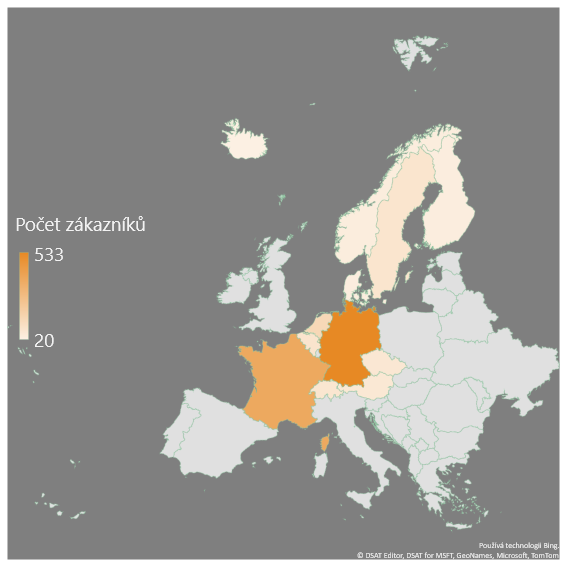 Počet zákazníků
533
20
Používá technologii Bing.
© DSAT Editor, DSAT for MSFT, GeoNames, Microsoft, TomTom